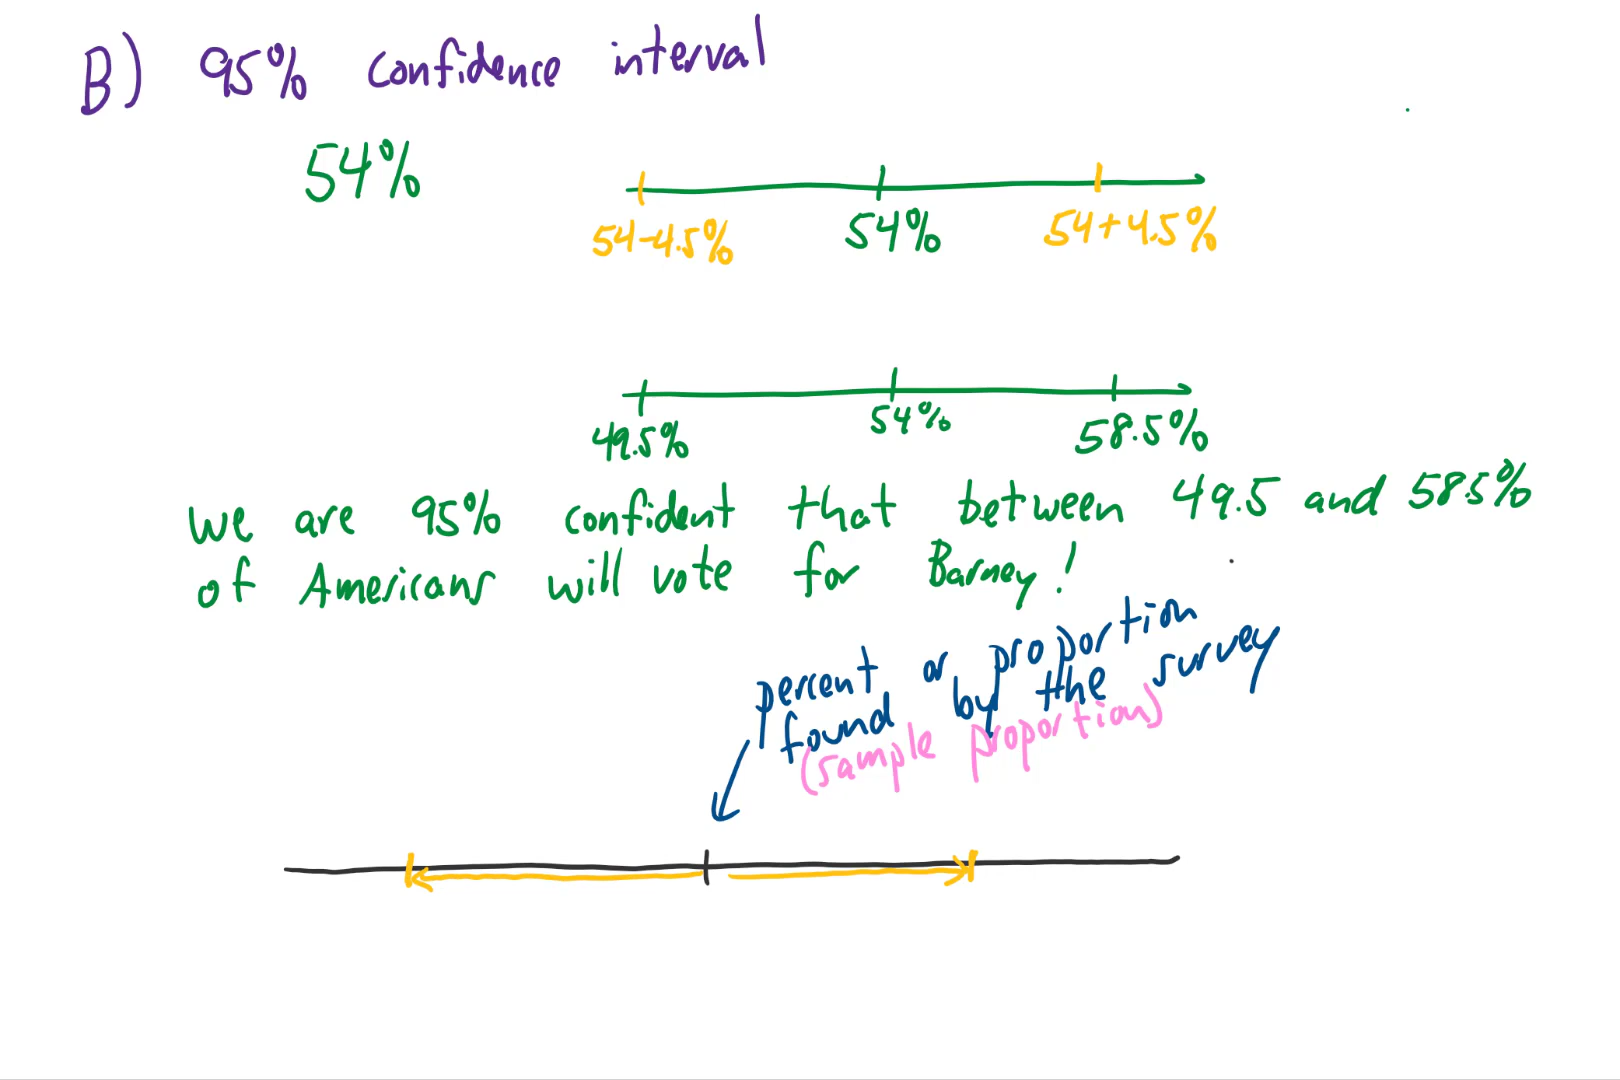 B) 95% confidence interval
54%
54-4.5% 54% 54+4.5%
49.5% 54% 58.5%
we are 95% confident that between 49.5 and 58.5%
of Americans will vote for Barney!
percent or proportion
found by the survey
(sample proportion)